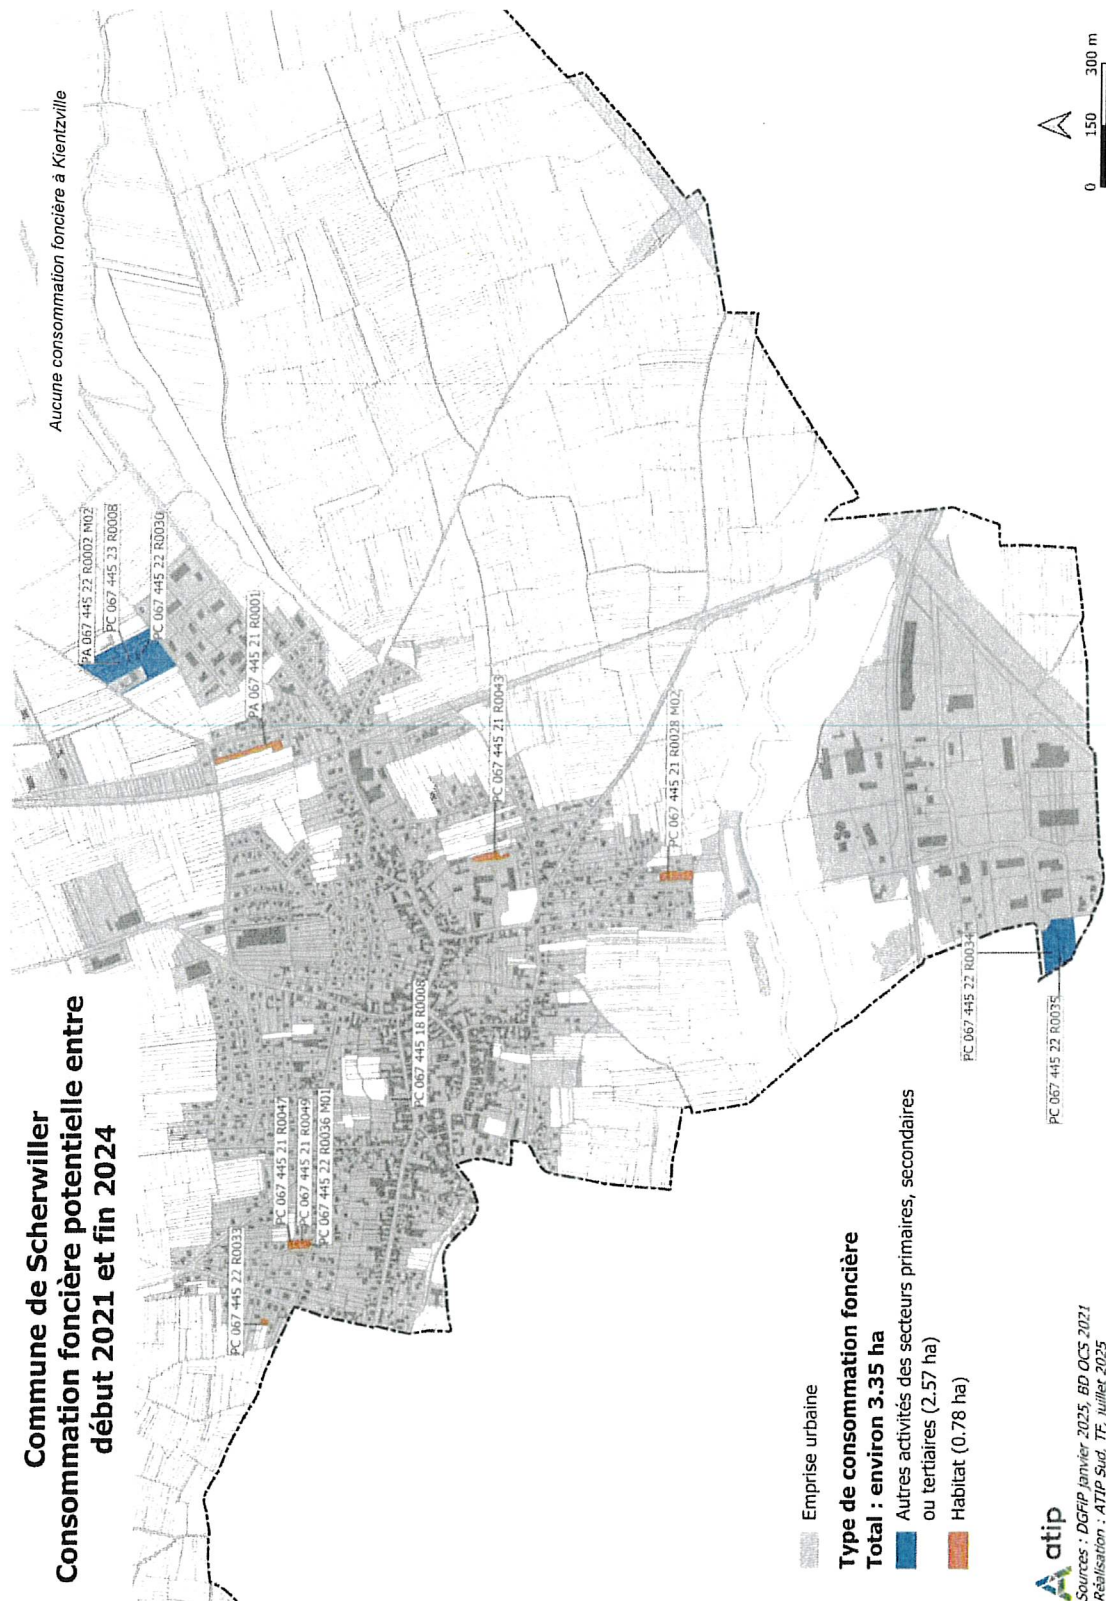 Commune de Scherwiller
Consommation foncière potentielle entre
début 2021 et fin 2024
Aucune consommation foncière à Kientzville
PC 067 445 22 R0033
PC 067 445 21 R0047
PC 067 445 21 R0049
PC 067 445 22 R0036 M01
PC 067 445 18 R0008
PA 067 445 22 R0002 M02
PC 067 445 23 R0008
PC 067 445 22 R0030
PA 067 445 21 R0001
PC 067 445 21 R0043
PC 067 445 21 R0028 M02
PC 067 445 22 R0034
PC 067 445 22 R0035
Emprise urbaine
Type de consommation foncière
Total : environ 3.35 ha
Autres activités des secteurs primaires, secondaires
ou tertiaires (2.57 ha)
Habitat (0.78 ha)
atip
Sources : DGFiP janvier 2025, BD OCS 2021
Réalisation : ATIP Sud, TF, juillet 2025
0 150 300 m